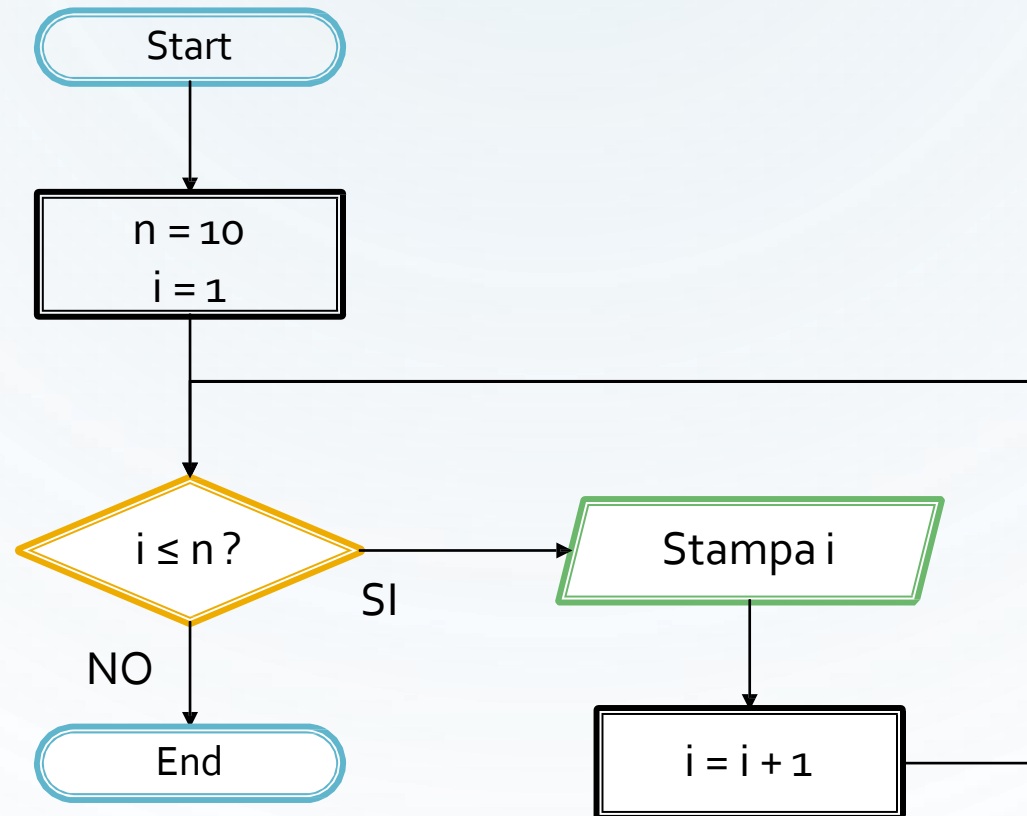 Start
n = 10
i = 1
i ≤ n ?
SI
Stampa i
NO
End
i = i + 1